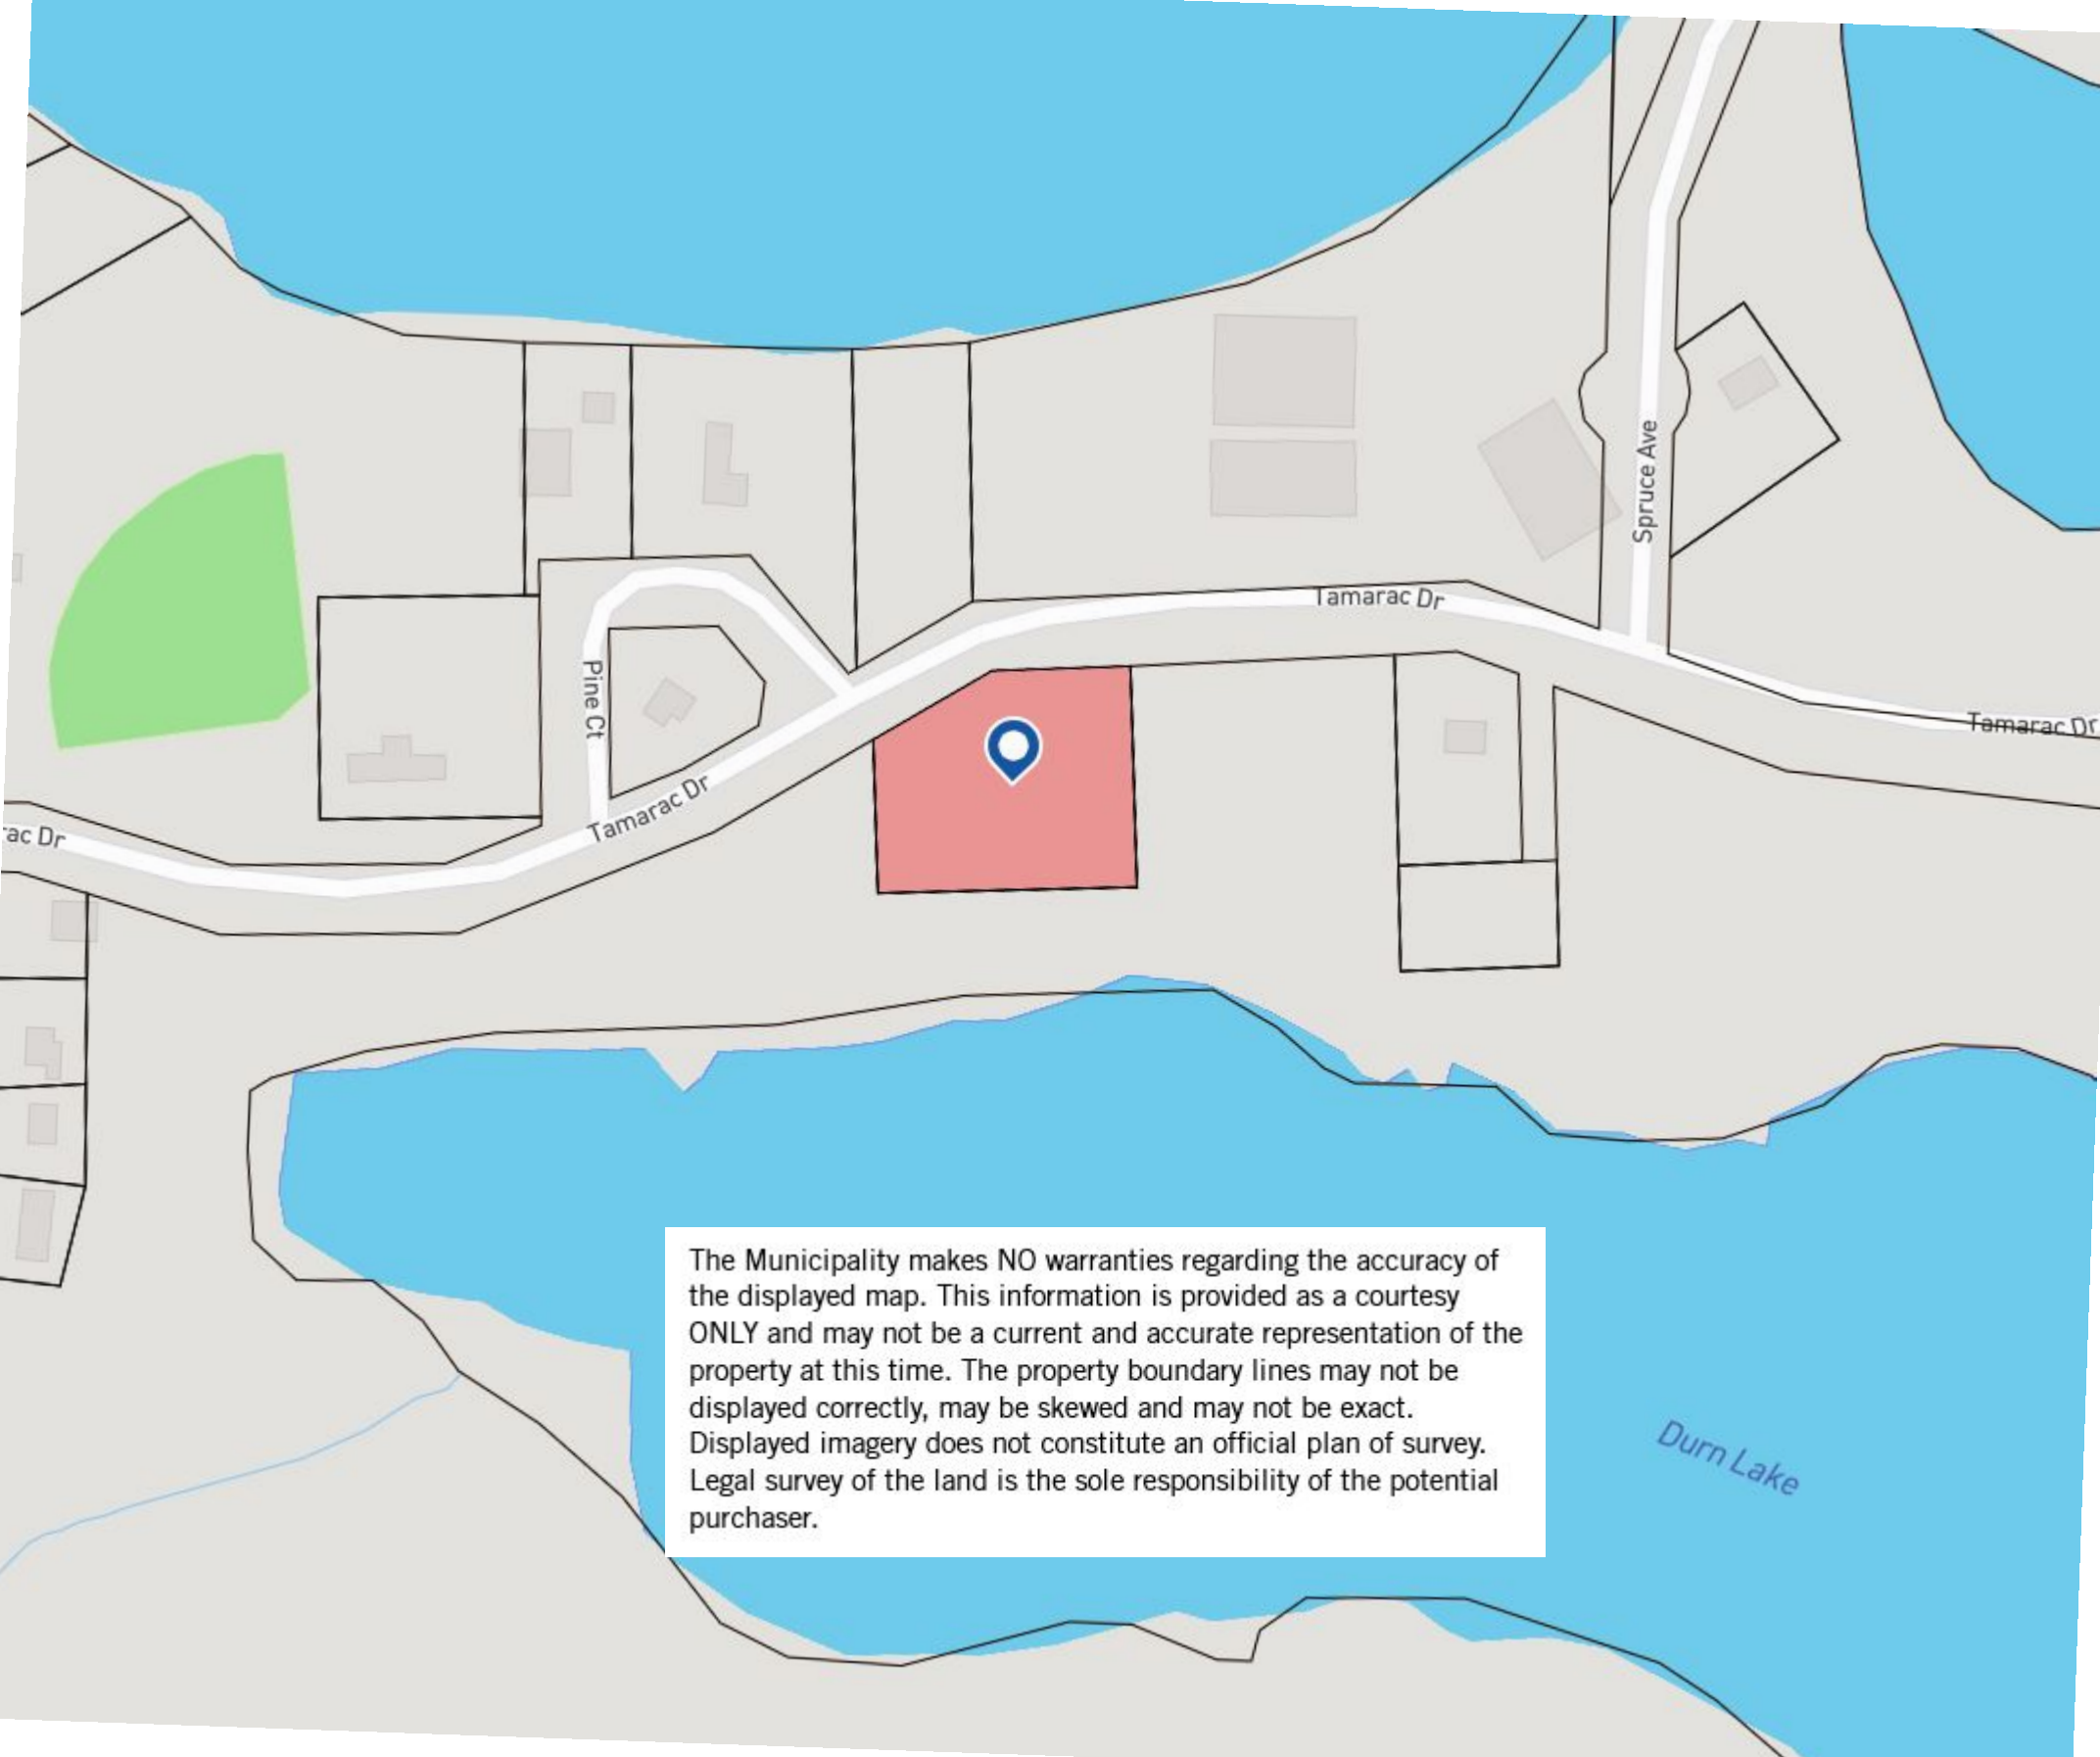 Spruce Ave
Tamarac Dr
Pine Ct
Tamarac Dr
Tamarac Dr
rac Dr
The Municipality makes NO warranties regarding the accuracy of
the displayed map. This information is provided as a courtesy
ONLY and may not be a current and accurate representation of the
property at this time. The property boundary lines may not be
displayed correctly, may be skewed and may not be exact.
Displayed imagery does not constitute an official plan of survey.
Legal survey of the land is the sole responsibility of the potential
purchaser.
Durn Lake